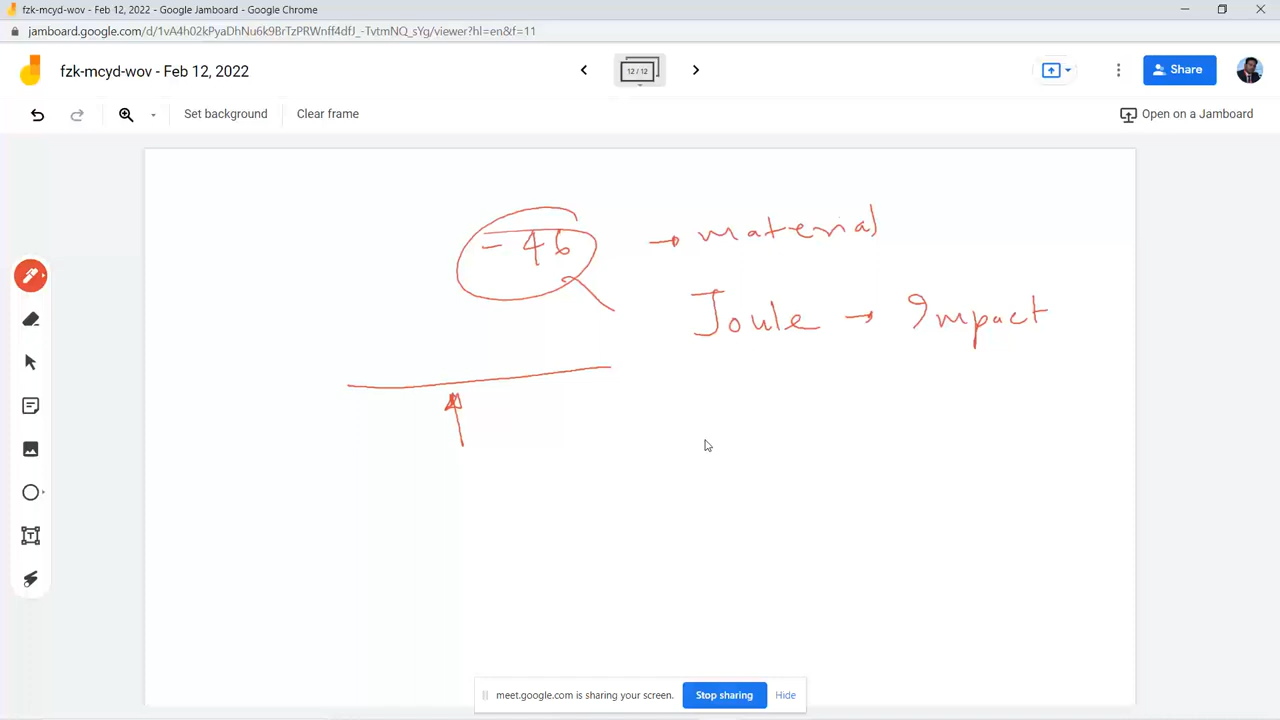 fzk-mcyd-wov - Feb 12, 2022 - Google Jamboard - Google Chrome
jamboard.google.com/d/1vA4h02kPyaDhNu6k9BrTzPRWnff4dfJ_-TvtmNQ_sYg/viewer?hl=en&f=11
fzk-mcyd-wov - Feb 12, 2022
12 / 12
Share
Set background
Clear frame
Open on a Jamboard
- 46 → material
Joule → Impact
meet.google.com is sharing your screen. Stop sharing Hide